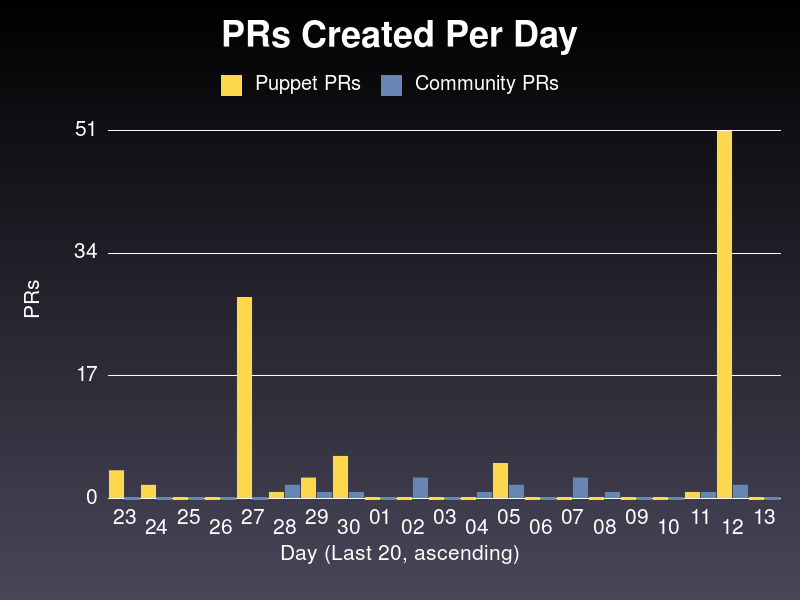 PRs Created Per Day
Puppet PRs Community PRs
51
34
17
0
PRs
23 24 25 26 27 28 29 30 01 02 03 04 05 06 07 08 09 10 11 12 13
Day (Last 20, ascending)